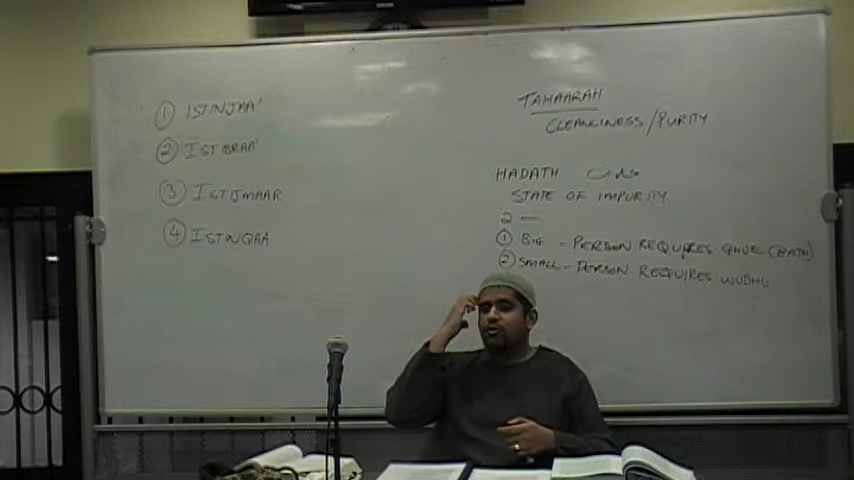 ① ISTINJAA'
② ISTIBRAA'
③ ISTIJMAAR
④ ISTINQAA
TAHAARAH
CLEANLINESS/PURITY
HADATH حدث
STATE OF IMPURITY
2 —
① BIG = PERSON REQUIRES GHUSL (BATH)
② SMALL - PERSON REQUIRES WUDHU